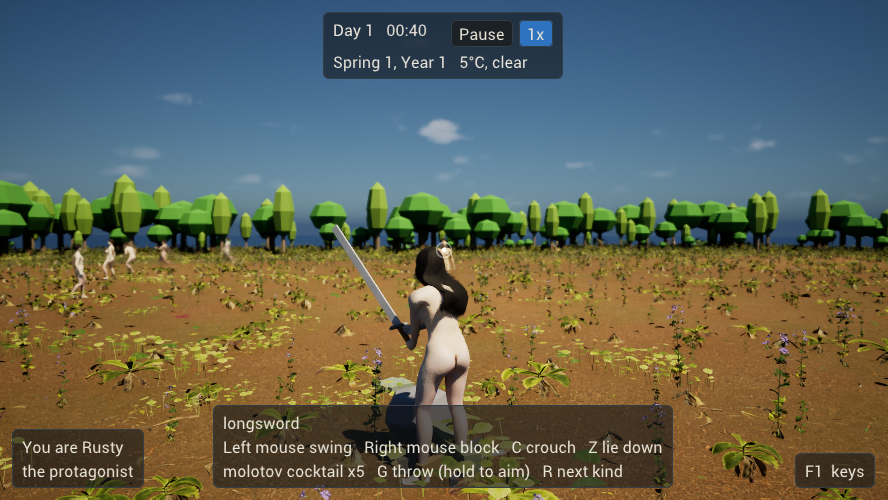 Day 1 00:40 Pause 1x
Spring 1, Year 1 5°C, clear
longsword
Left mouse swing Right mouse block C crouch Z lie down
molotov cocktail x5 G throw (hold to aim) R next kind
You are Rusty
the protagonist
F1 keys